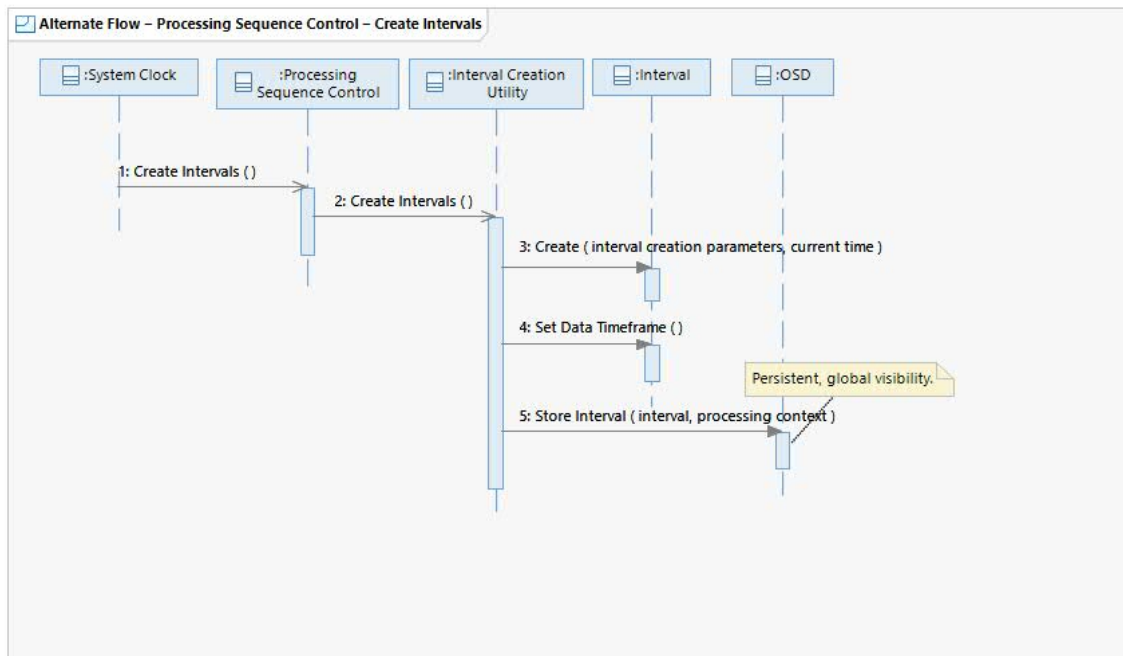 Alternate Flow – Processing Sequence Control – Create Intervals
:System Clock
:Processing
Sequence Control
:Interval Creation
Utility
:Interval
:OSD
1: Create Intervals ( )
2: Create Intervals ( )
3: Create ( interval creation parameters, current time )
4: Set Data Timeframe ( )
Persistent, global visibility.
5: Store Interval ( interval, processing context )